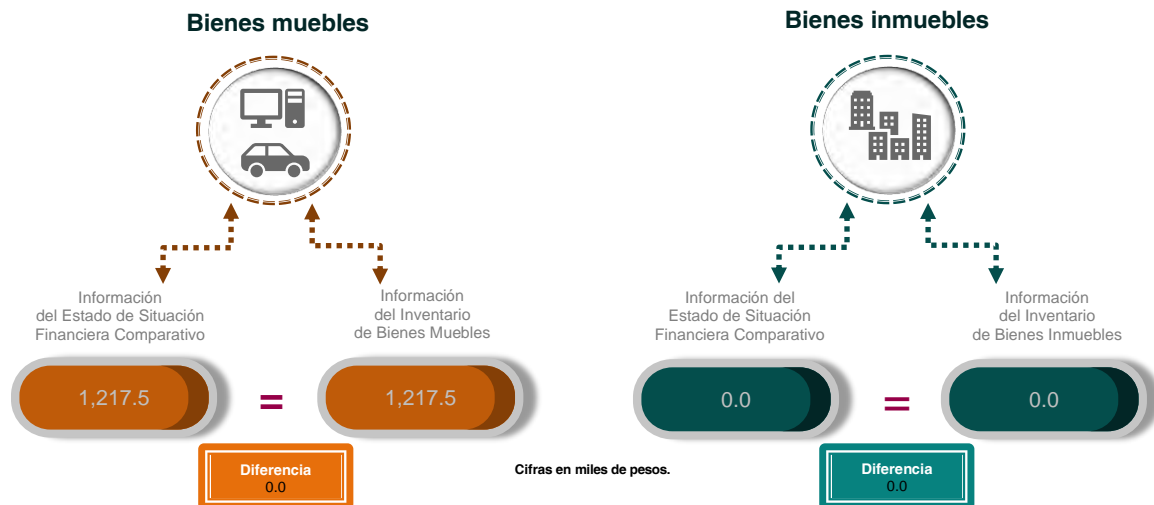 Bienes muebles
Información
del Estado de Situación
Financiera Comparativo
Información
del Inventario
de Bienes Muebles
1,217.5
=
1,217.5
Diferencia
0.0
Cifras en miles de pesos.
Bienes inmuebles
Información del
Estado de Situación
Financiera Comparativo
Información
del Inventario
de Bienes Inmuebles
0.0
=
0.0
Diferencia
0.0